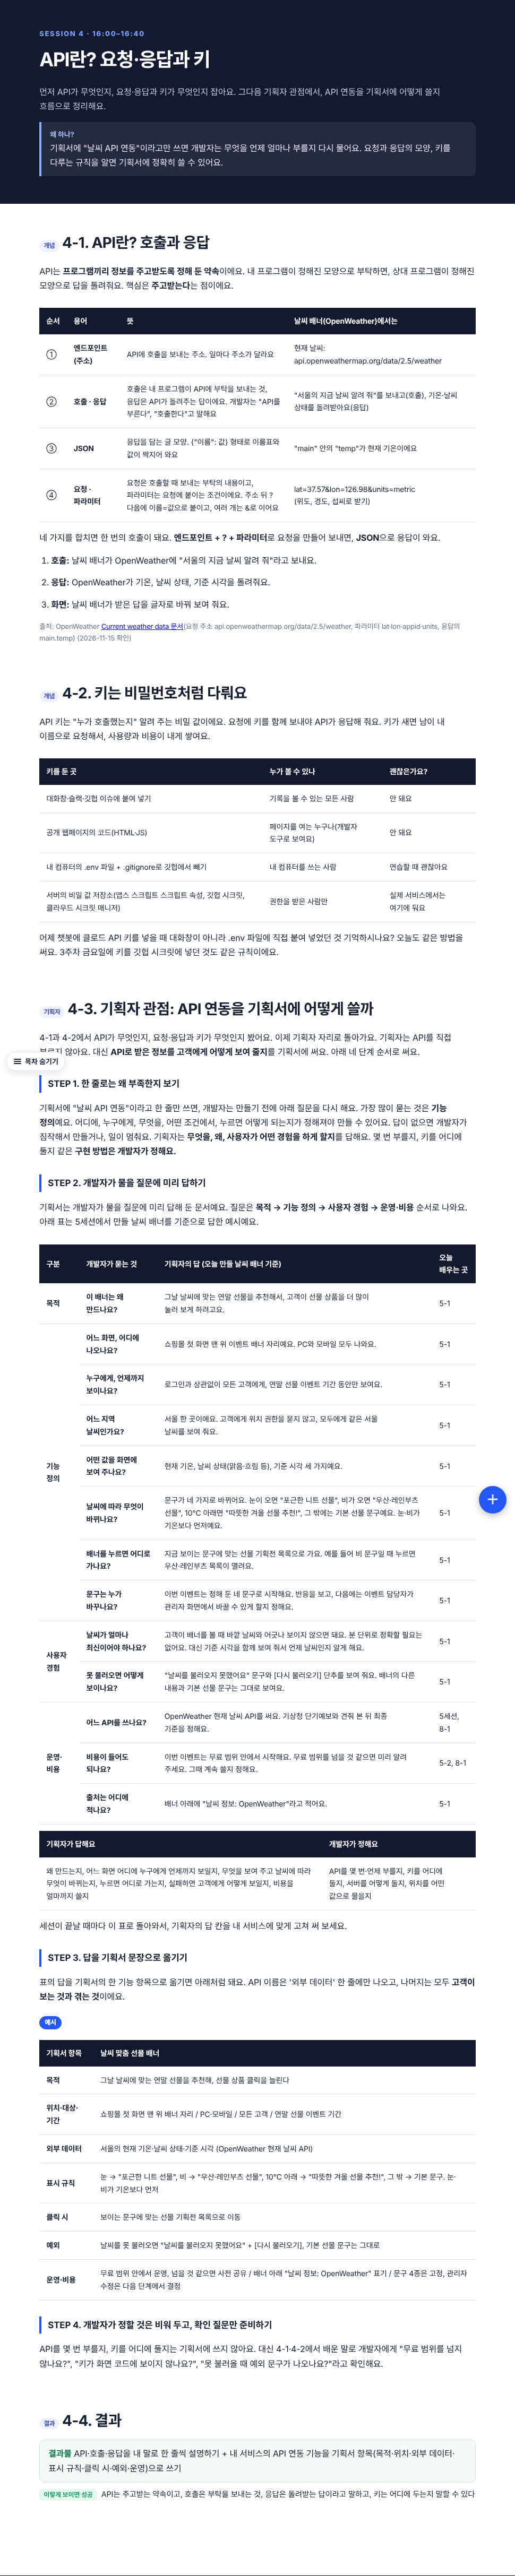 SESSION 4 · 16:00–16:40
API란? 요청·응답과 키
먼저 API가 무엇인지, 요청·응답과 키가 무엇인지 잡아요. 그다음 기획자 관점에서, API 연동을 기획서에 어떻게 쓸지
흐름으로 정리해요.
왜 하나?
기획서에 "날씨 API 연동"이라고만 쓰면 개발자는 무엇을 언제 얼마나 부를지 다시 물어요. 요청과 응답의 모양, 키를
다루는 규칙을 알면 기획서에 정확히 쓸 수 있어요.
개념 4-1. API란? 호출과 응답
API는 프로그램끼리 정보를 주고받도록 정해 둔 약속이에요. 내 프로그램이 정해진 모양으로 부탁하면, 상대 프로그램이 정해진
모양으로 답을 돌려줘요. 핵심은 주고받는다는 점이에요.
순서 용어 뜻 날씨 배너(OpenWeather)에서는
① 엔드포인트
(주소)
API에 호출을 보내는 주소. 일마다 주소가 달라요
현재 날씨:
api.openweathermap.org/data/2.5/weather
② 호출 · 응답
호출은 내 프로그램이 API에 부탁을 보내는 것,
응답은 API가 돌려주는 답이에요. 개발자는 "API를
부른다", "호출한다"고 말해요
"서울의 지금 날씨 알려 줘"를 보내고(호출), 기온·날씨
상태를 돌려받아요(응답)
③ JSON
응답을 담는 글 모양. {"이름": 값} 형태로 이름표와
값이 짝지어 와요
"main" 안의 "temp"가 현재 기온이에요
④ 요청 ·
파라미터
요청은 호출할 때 보내는 부탁의 내용이고,
파라미터는 요청에 붙이는 조건이에요. 주소 뒤 ?
다음에 이름=값으로 붙이고, 여러 개는 &로 이어요
lat=37.57&lon=126.98&units=metric
(위도, 경도, 섭씨로 받기)
네 가지를 합치면 한 번의 호출이 돼요. 엔드포인트 + ? + 파라미터로 요청을 만들어 보내면, JSON으로 응답이 와요.
1. 호출: 날씨 배너가 OpenWeather에 "서울의 지금 날씨 알려 줘"라고 보내요.
2. 응답: OpenWeather가 기온, 날씨 상태, 기준 시각을 돌려줘요.
3. 화면: 날씨 배너가 받은 답을 글자로 바꿔 보여 줘요.
출처: OpenWeather Current weather data 문서(요청 주소 api.openweathermap.org/data/2.5/weather, 파라미터 lat·lon·appid·units, 응답의
main.temp) (2026-11-15 확인)
개념 4-2. 키는 비밀번호처럼 다뤄요
API 키는 "누가 호출했는지" 알려 주는 비밀 값이에요. 요청에 키를 함께 보내야 API가 응답해 줘요. 키가 새면 남이 내
이름으로 요청해서, 사용량과 비용이 내게 쌓여요.
키를 둔 곳 누가 볼 수 있나 괜찮은가요?
대화창·슬랙·깃헙 이슈에 붙여 넣기 기록을 볼 수 있는 모든 사람 안 돼요
공개 웹페이지의 코드(HTML·JS)
페이지를 여는 누구나(개발자
도구로 보여요)
안 돼요
내 컴퓨터의 .env 파일 + .gitignore로 깃헙에서 빼기 내 컴퓨터를 쓰는 사람 연습할 때 괜찮아요
서버의 비밀 값 저장소(앱스 스크립트 스크립트 속성, 깃헙 시크릿,
클라우드 시크릿 매니저)
권한을 받은 사람만
실제 서비스에서는
여기에 둬요
어제 챗봇에 클로드 API 키를 넣을 때 대화창이 아니라 .env 파일에 직접 붙여 넣었던 것 기억하시나요? 오늘도 같은 방법을
써요. 3주차 금요일에 키를 깃헙 시크릿에 넣던 것도 같은 규칙이에요.
기획자 4-3. 기획자 관점: API 연동을 기획서에 어떻게 쓸까
4-1과 4-2에서 API가 무엇인지, 요청·응답과 키가 무엇인지 봤어요. 이제 기획자 자리로 돌아가요. 기획자는 API를 직접
않아요. 대신 API로 받은 정보를 고객에게 어떻게 보여 줄지를 기획서에 써요. 아래 네 단계 순서로 써요.
목차 숨기기
STEP 1. 한 줄로는 왜 부족한지 보기
기획서에 "날씨 API 연동"이라고 한 줄만 쓰면, 개발자는 만들기 전에 아래 질문을 다시 해요. 가장 많이 묻는 것은 기능
정의예요. 어디에, 누구에게, 무엇을, 어떤 조건에서, 누르면 어떻게 되는지가 정해져야 만들 수 있어요. 답이 없으면 개발자가
짐작해서 만들거나, 일이 멈춰요. 기획자는 무엇을, 왜, 사용자가 어떤 경험을 하게 할지를 답해요. 몇 번 부를지, 키를 어디에
둘지 같은 구현 방법은 개발자가 정해요.
STEP 2. 개발자가 물을 질문에 미리 답하기
기획서는 개발자가 물을 질문에 미리 답해 둔 문서예요. 질문은 목적 → 기능 정의 → 사용자 경험 → 운영·비용 순서로 나와요.
아래 표는 5세션에서 만들 날씨 배너를 기준으로 답한 예시예요.
구분 개발자가 묻는 것 기획자의 답 (오늘 만들 날씨 배너 기준)
오늘
배우는 곳
목적
이 배너는 왜
만드나요?
그날 날씨에 맞는 연말 선물을 추천해서, 고객이 선물 상품을 더 많이
눌러 보게 하려고요.
5-1
기능
정의
어느 화면, 어디에
나오나요?
쇼핑몰 첫 화면 맨 위 이벤트 배너 자리예요. PC와 모바일 모두 나와요.
5-1
누구에게, 언제까지
보이나요?
로그인과 상관없이 모든 고객에게, 연말 선물 이벤트 기간 동안만 보여요.
5-1
어느 지역
날씨인가요?
서울 한 곳이에요. 고객에게 위치 권한을 묻지 않고, 모두에게 같은 서울
날씨를 보여 줘요.
5-1
어떤 값을 화면에
보여 주나요?
현재 기온, 날씨 상태(맑음·흐림 등), 기준 시각 세 가지예요.
5-1
날씨에 따라 무엇이
바뀌나요?
문구가 네 가지로 바뀌어요. 눈이 오면 "포근한 니트 선물", 비가 오면 "우산·레인부츠
선물", 10°C 아래면 "따뜻한 겨울 선물 추천!", 그 밖에는 기본 선물 문구예요. 눈·비가
기온보다 먼저예요.
5-1
배너를 누르면 어디로
가나요?
지금 보이는 문구에 맞는 선물 기획전 목록으로 가요. 예를 들어 비 문구일 때 누르면
우산·레인부츠 목록이 열려요.
5-1
문구는 누가
바꾸나요?
이번 이벤트는 정해 둔 네 문구로 시작해요. 반응을 보고, 다음에는 이벤트 담당자가
관리자 화면에서 바꿀 수 있게 할지 정해요.
5-1
사용자
경험
날씨가 얼마나
최신이어야 하나요?
고객이 배너를 볼 때 바깥 날씨와 어긋나 보이지 않으면 돼요. 분 단위로 정확할 필요는
없어요. 대신 기준 시각을 함께 보여 줘서 언제 날씨인지 알게 해요.
5-1
못 불러오면 어떻게
보이나요?
"날씨를 불러오지 못했어요" 문구와 [다시 불러오기] 단추를 보여 줘요. 배너의 다른
내용과 기본 선물 문구는 그대로 보여요.
5-1
운영·
비용
어느 API를 쓰나요?
OpenWeather 현재 날씨 API를 써요. 기상청 단기예보와 견줘 본 뒤 최종
기준을 정해요.
5세션,
8-1
비용이 들어도
되나요?
이번 이벤트는 무료 범위 안에서 시작해요. 무료 범위를 넘을 것 같으면 미리 알려
주세요. 그때 계속 쓸지 정해요.
5-2, 8-1
출처는 어디에
적나요?
배너 아래에 "날씨 정보: OpenWeather"라고 적어요.
5-1
기획자가 답해요 개발자가 정해요
왜 만드는지, 어느 화면 어디에 누구에게 언제까지 보일지, 무엇을 보여 주고 날씨에 따라
무엇이 바뀌는지, 누르면 어디로 가는지, 실패하면 고객에게 어떻게 보일지, 비용을
얼마까지 쓸지
API를 몇 번·언제 부를지, 키를 어디에
둘지, 서버를 어떻게 둘지, 위치를 어떤
값으로 물을지
세션이 끝날 때마다 이 표로 돌아와서, 기획자의 답 칸을 내 서비스에 맞게 고쳐 써 보세요.
STEP 3. 답을 기획서 문장으로 옮기기
표의 답을 기획서의 한 기능 항목으로 옮기면 아래처럼 돼요. API 이름은 '외부 데이터' 한 줄에만 나오고, 나머지는 모두 고객이
보는 것과 겪는 것이에요.
예시
기획서 항목 날씨 맞춤 선물 배너
목적 그날 날씨에 맞는 연말 선물을 추천해, 선물 상품 클릭을 늘린다
위치·대상·
기간
쇼핑몰 첫 화면 맨 위 배너 자리 / PC·모바일 / 모든 고객 / 연말 선물 이벤트 기간
외부 데이터 서울의 현재 기온·날씨 상태·기준 시각 (OpenWeather 현재 날씨 API)
표시 규칙
눈 → "포근한 니트 선물", 비 → "우산·레인부츠 선물", 10°C 아래 → "따뜻한 겨울 선물 추천!", 그 밖 → 기본 문구. 눈·
비가 기온보다 먼저
클릭 시 보이는 문구에 맞는 선물 기획전 목록으로 이동
예외 날씨를 못 불러오면 "날씨를 불러오지 못했어요" + [다시 불러오기], 기본 선물 문구는 그대로
운영·비용
무료 범위 안에서 운영, 넘을 것 같으면 사전 공유 / 배너 아래 "날씨 정보: OpenWeather" 표기 / 문구 4종은 고정, 관리자
수정은 다음 단계에서 결정
STEP 4. 개발자가 정할 것은 비워 두고, 확인 질문만 준비하기
API를 몇 번 부를지, 키를 어디에 둘지는 기획서에 쓰지 않아요. 대신 4-1·4-2에서 배운 말로 개발자에게 "무료 범위를 넘지
않나요?", "키가 화면 코드에 보이지 않나요?", "못 불러올 때 예외 문구가 나오나요?"라고 확인해요.
결과 4-4. 결과
결과물 API·호출·응답을 내 말로 한 줄씩 설명하기 + 내 서비스의 API 연동 기능을 기획서 항목(목적·위치·외부 데이터·
표시 규칙·클릭 시·예외·운영)으로 쓰기
이렇게 보이면 성공 API는 주고받는 약속이고, 호출은 부탁을 보내는 것, 응답은 돌려받는 답이라고 말하고, 키는 어디에 두는지 말할 수 있다